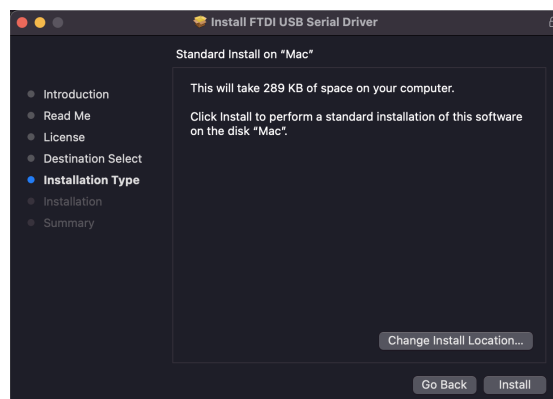 Install FTDI USB Serial Driver
Standard Install on “Mac”
Introduction
Read Me
License
Destination Select
Installation Type
Installation
Summary
This will take 289 KB of space on your computer.
Click Install to perform a standard installation of this software
on the disk “Mac”.
Change Install Location...
Go Back
Install